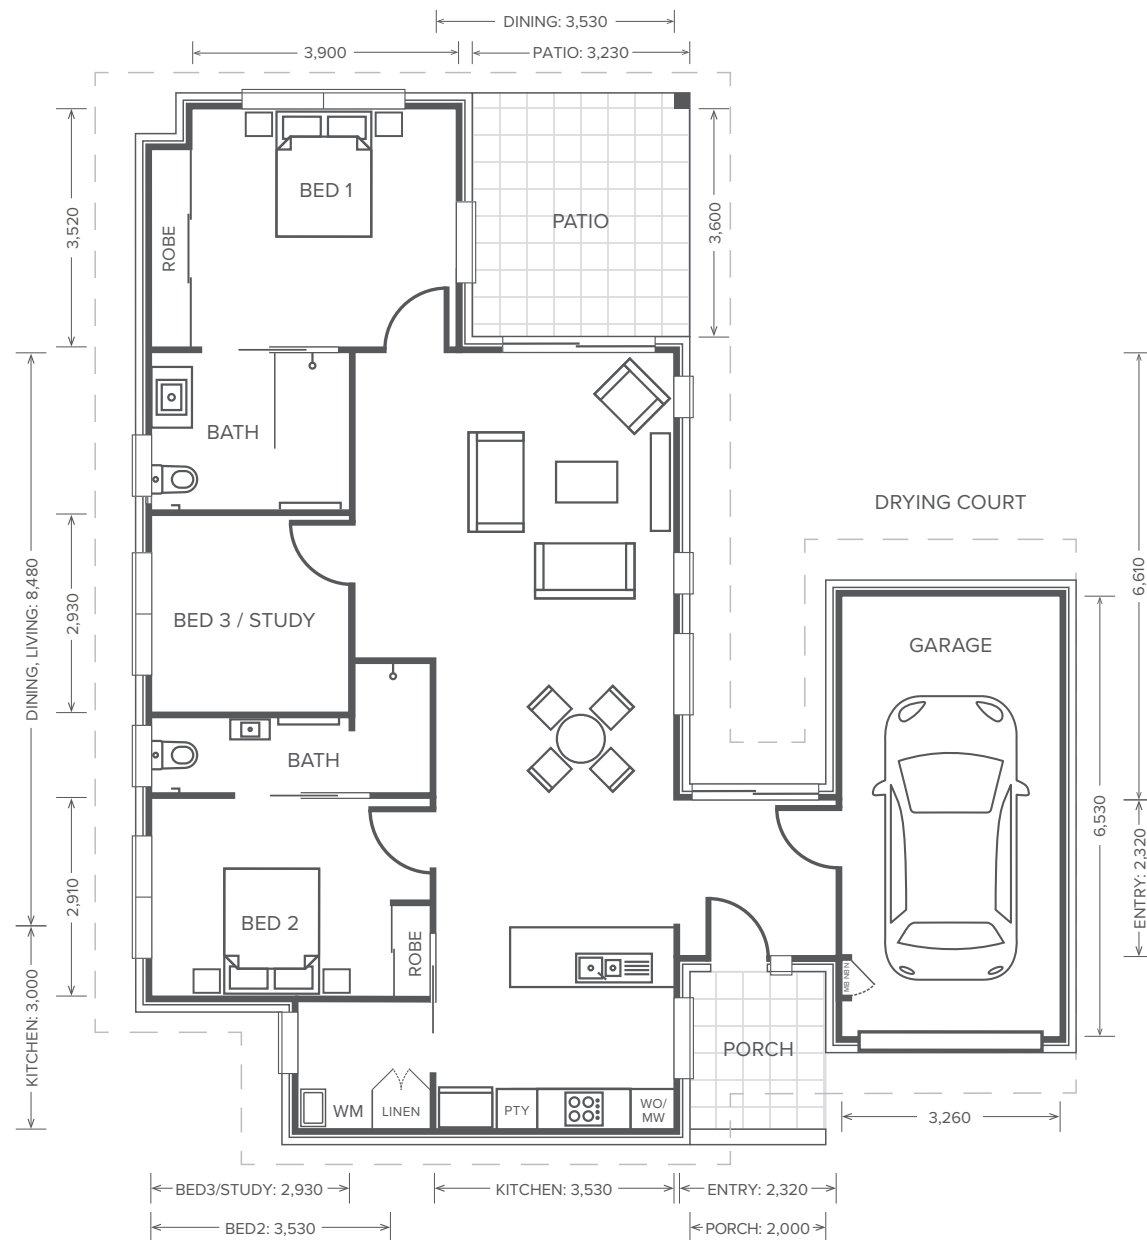 DINING: 3,530
3,900
PATIO: 3,230
BED 1
PATIO
3,520
ROBE
3,600
BATH
DRYING COURT
DINING, LIVING: 8,480
2,930
BED 3 / STUDY
6,610
GARAGE
BATH
6,530
ENTRY: 2,320
2,910
BED 2
ROBE
MB NBN
KITCHEN: 3,000
PORCH
WM
LINEN
PTY
WO/
MW
3,260
BED3/STUDY: 2,930
KITCHEN: 3,530
ENTRY: 2,320
BED2: 3,530
PORCH: 2,000